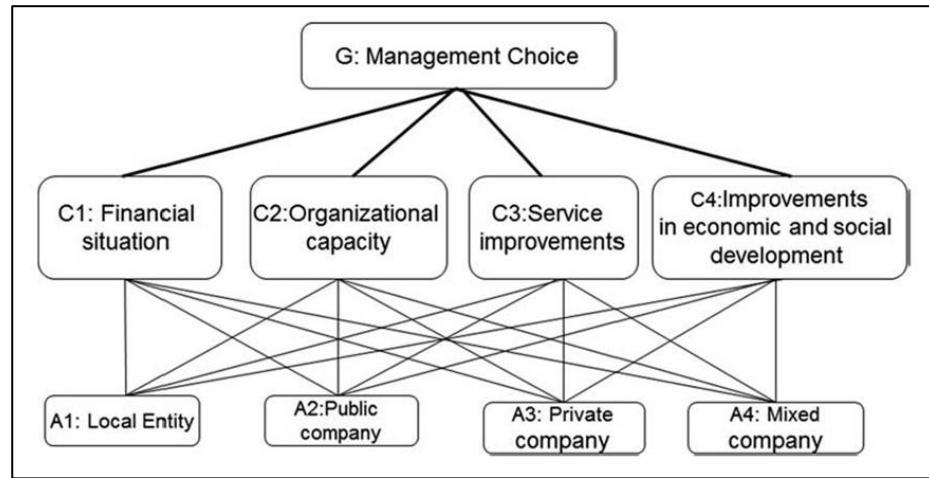 G: Management Choice
C1: Financial
situation
C2:Organizational
capacity
C3:Service
improvements
C4:Improvements
in economic and social
development
A1: Local Entity
A2:Public
company
A3: Private
company
A4: Mixed
company